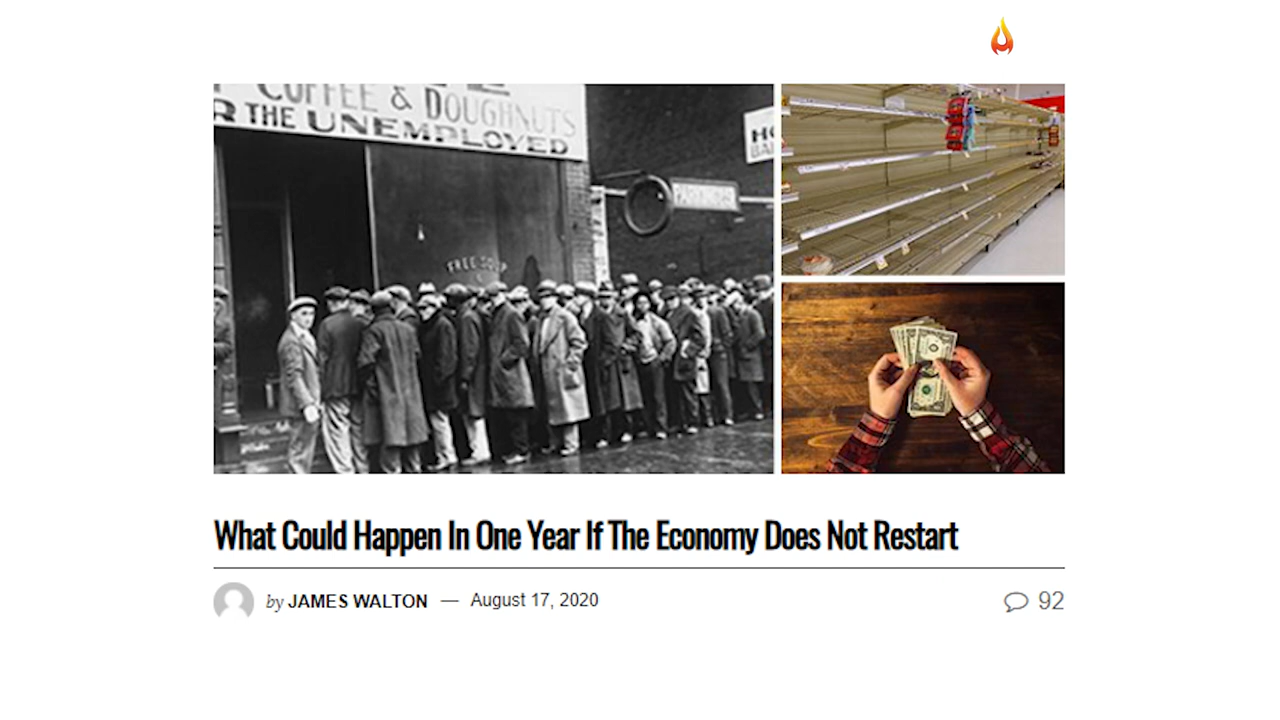 COFFEE & DOUGHNUTS
R THE UNEMPLOYED
PARKING
FREE SOUP
What Could Happen In One Year If The Economy Does Not Restart
by JAMES WALTON — August 17, 2020
92